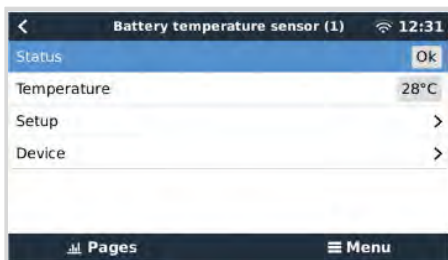 Battery temperature sensor (1) 12:31
Status Ok
Temperature 28°C
Setup
Device
Pages Menu